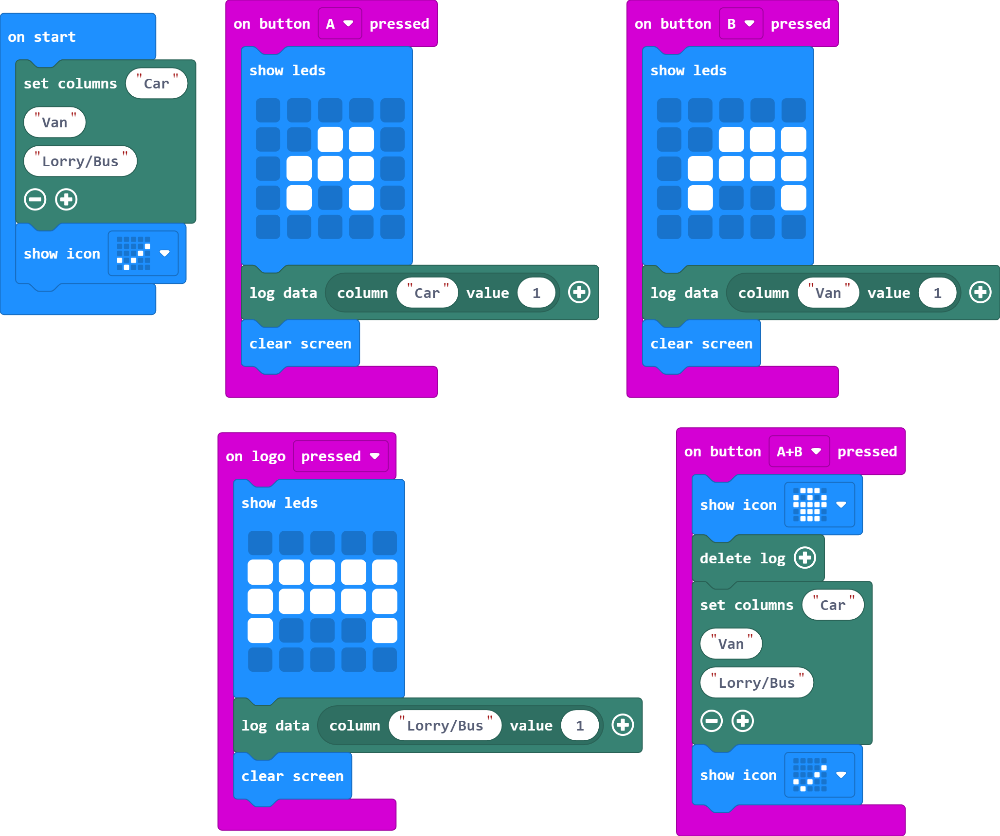 on start
set columns "Car"
"Van"
"Lorry/Bus"
show icon
on button A pressed
show leds
log data column "Car" value 1
clear screen
on button B pressed
show leds
log data column "Van" value 1
clear screen
on logo pressed
show leds
log data column "Lorry/Bus" value 1
clear screen
on button A+B pressed
show icon
delete log
set columns "Car"
"Van"
"Lorry/Bus"
show icon